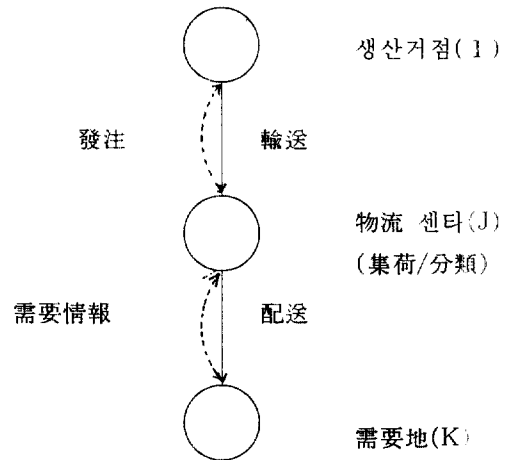 생산거점(I)
發注 輸送
物流 센타(J)
(集荷/分類)
需要情報 配送
需要地(K)